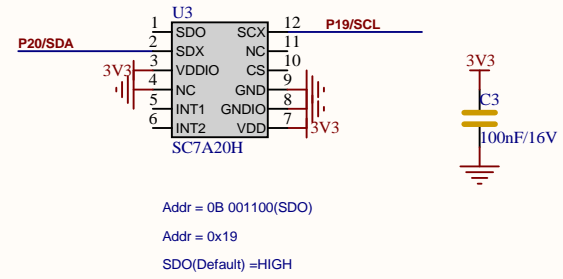 U3
1 SDO SCX 12 P19/SCL
P20/SDA 2 SDX NC 11
3V3 3 VDDIO CS 10
4 NC GND 9
5 INT1 GNDIO 8
6 INT2 VDD 7 3V3
SC7A20H
3V3
C3
100nF/16V
Addr = 0B 001100(SDO)
Addr = 0x19
SDO(Default) =HIGH